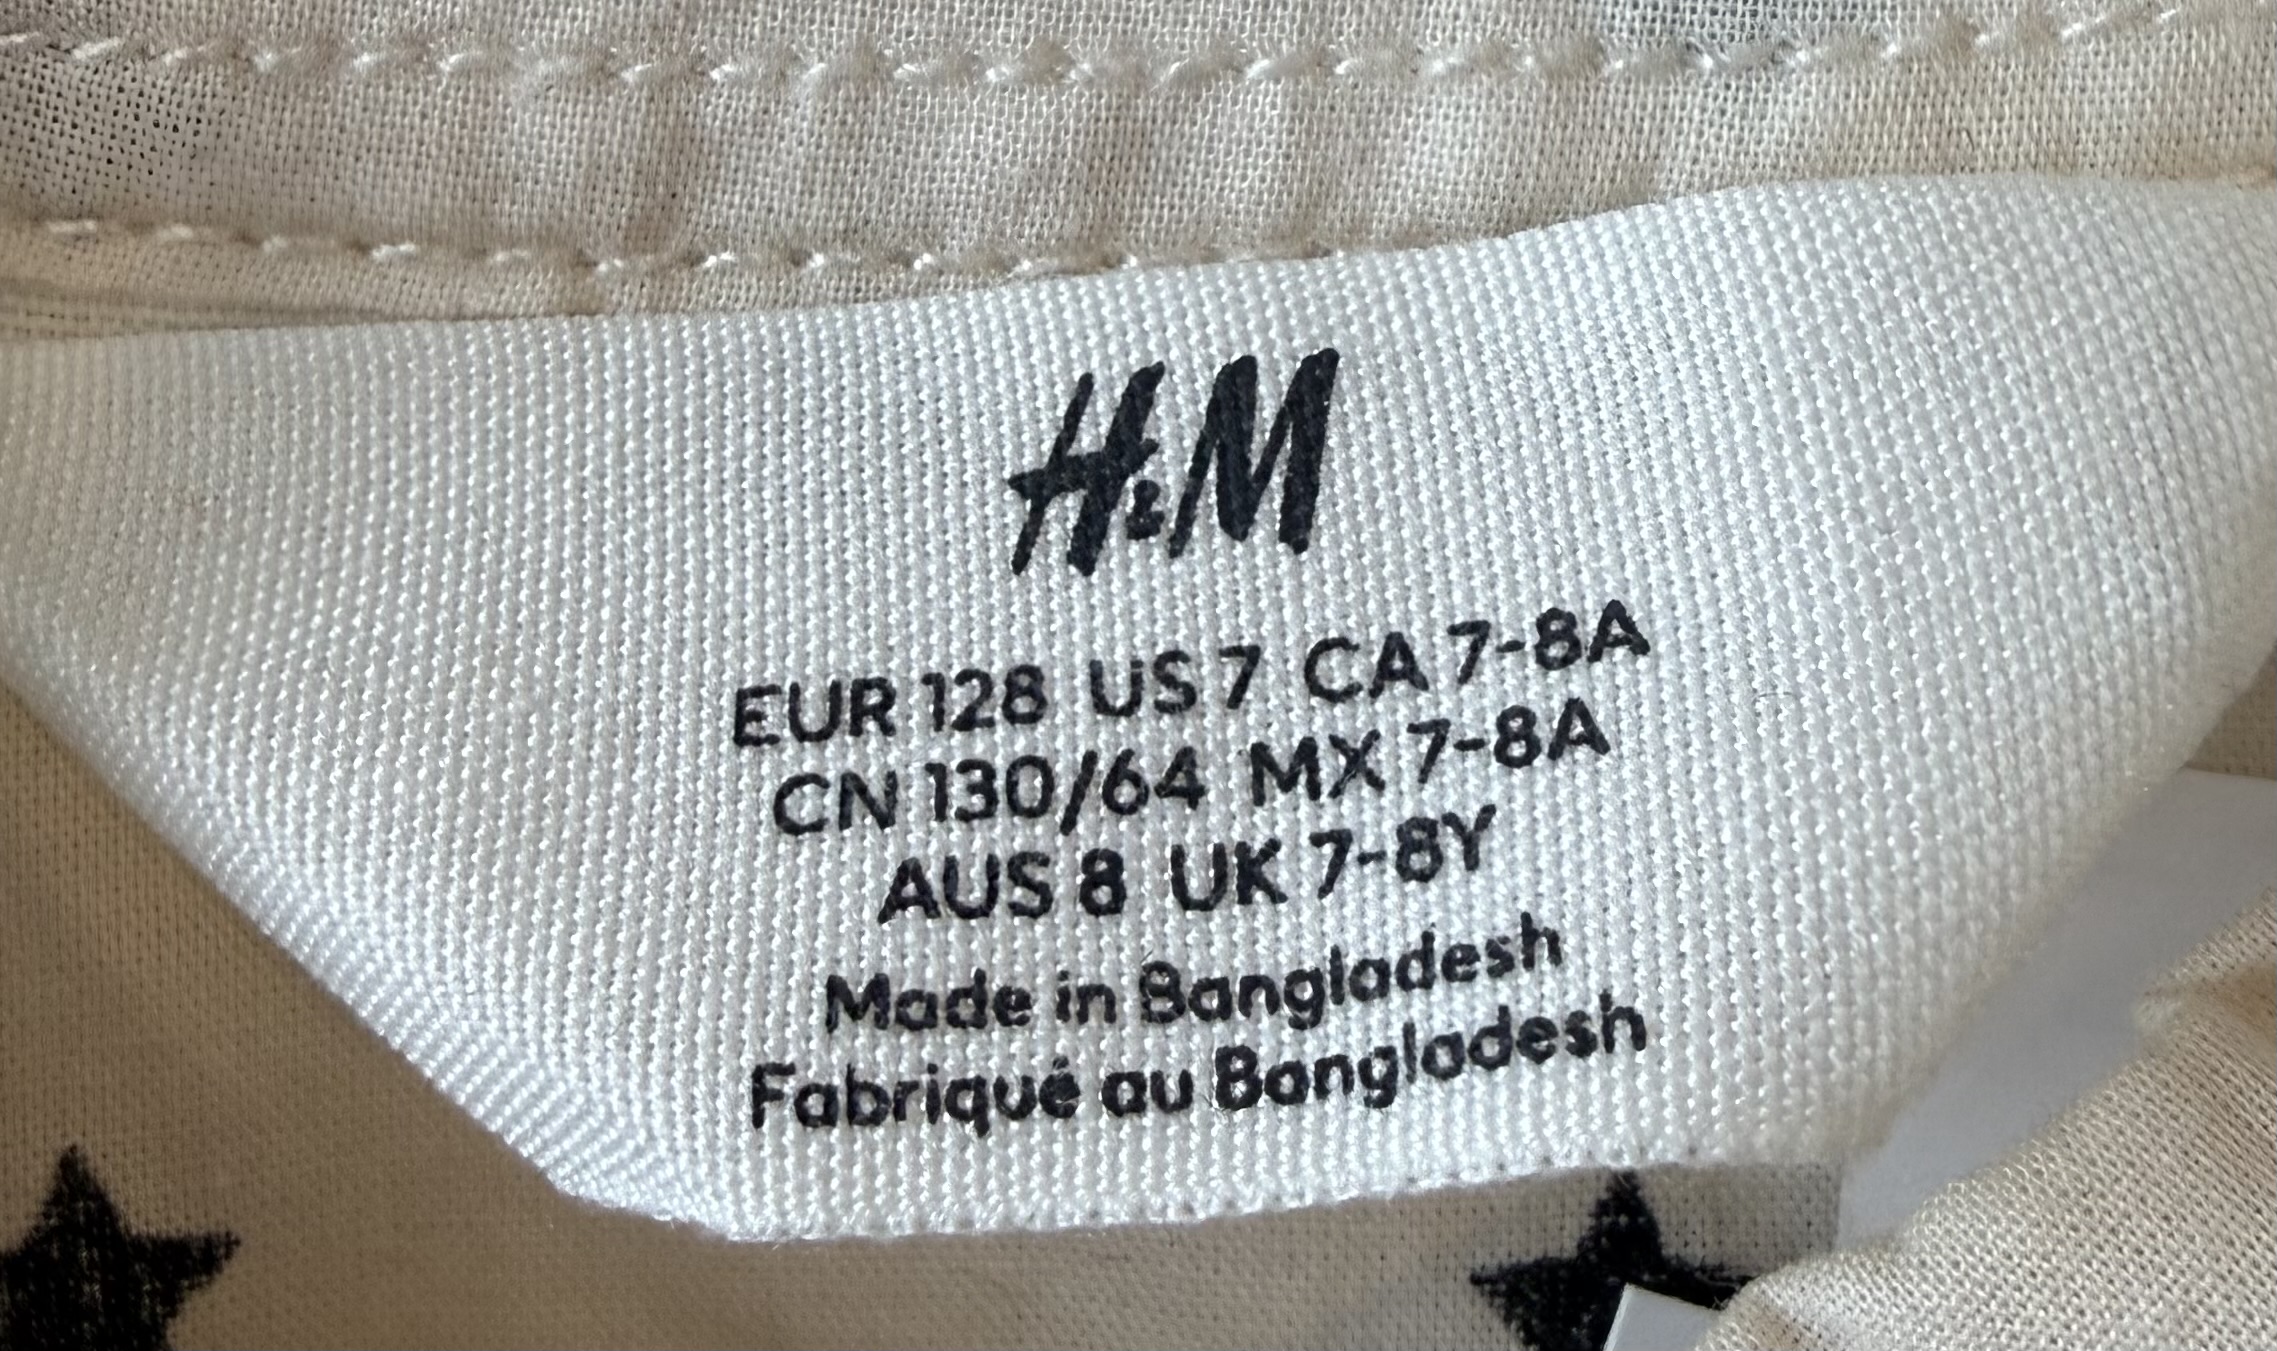 H&M
EUR 128 US 7 CA 7-8A
CN 130/64 MX 7-8A
AUS 8 UK 7-8Y
Made in Bangladesh
Fabriqué au Bangladesh